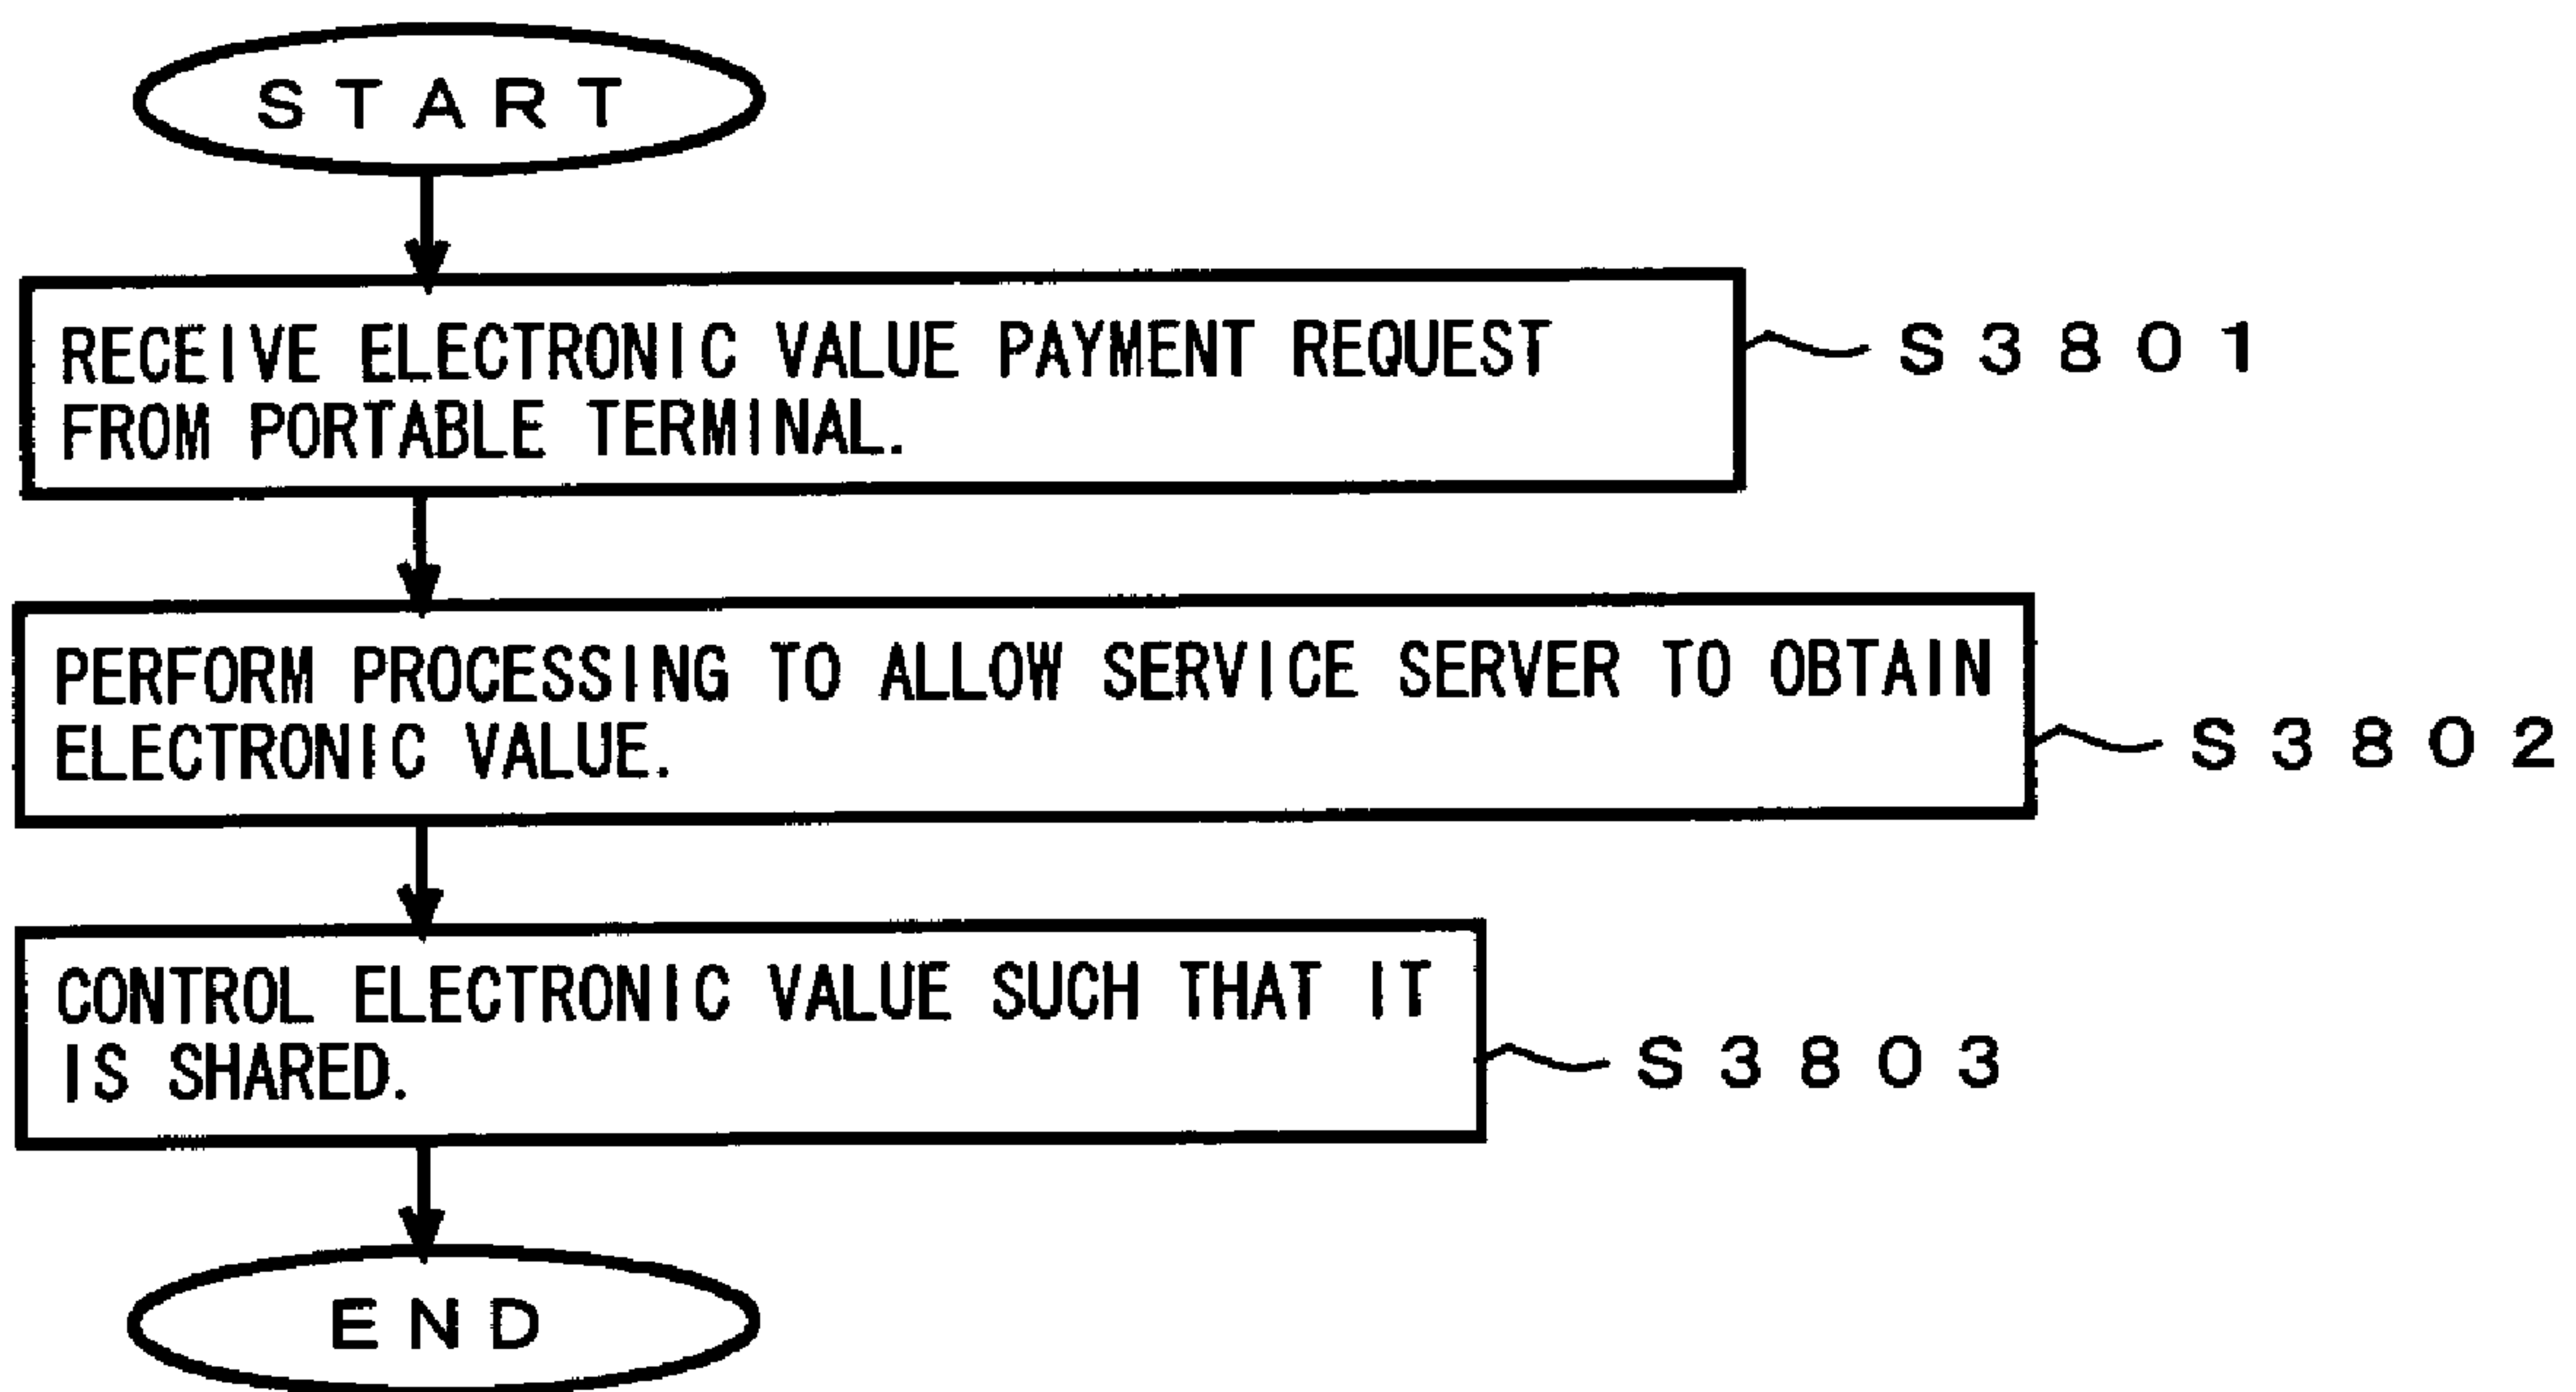 START
RECEIVE ELECTRONIC VALUE PAYMENT REQUEST
FROM PORTABLE TERMINAL.
S3801
PERFORM PROCESSING TO ALLOW SERVICE SERVER TO OBTAIN
ELECTRONIC VALUE.
S3802
CONTROL ELECTRONIC VALUE SUCH THAT IT
IS SHARED.
S3803
END